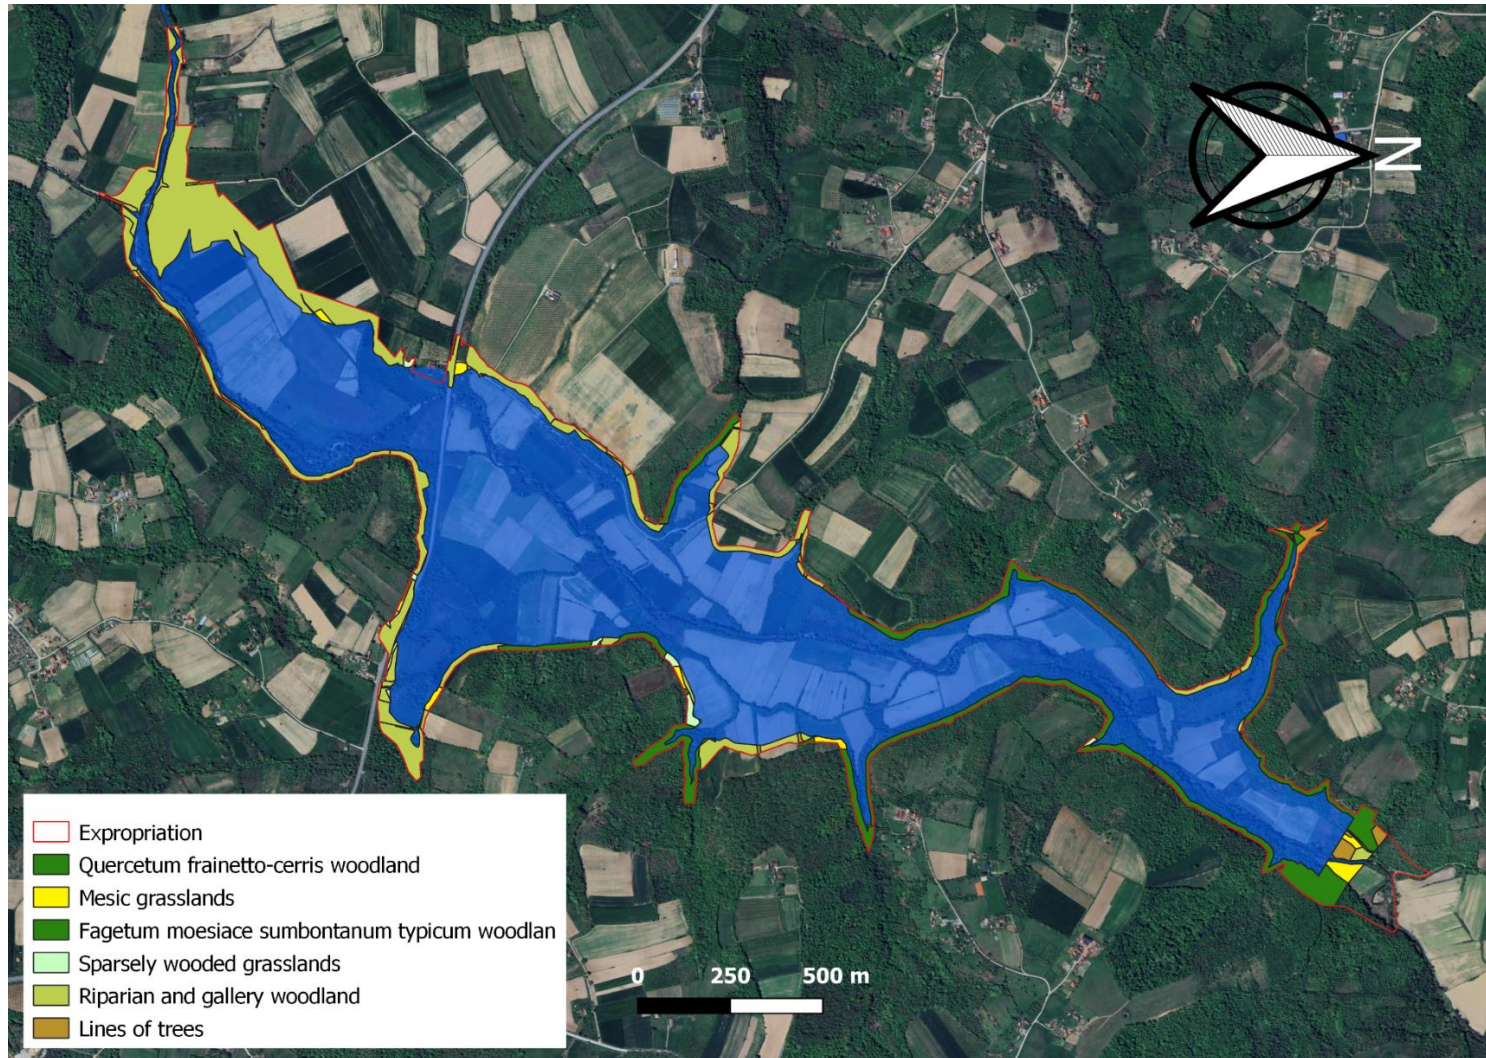 N
Expropriation
Quercetum frainetto-cerris woodland
Mesic grasslands
Fagetum moesiace sumbontanum typicum woodlan
Sparsely wooded grasslands
Riparian and gallery woodland
Lines of trees
0 250 500 m